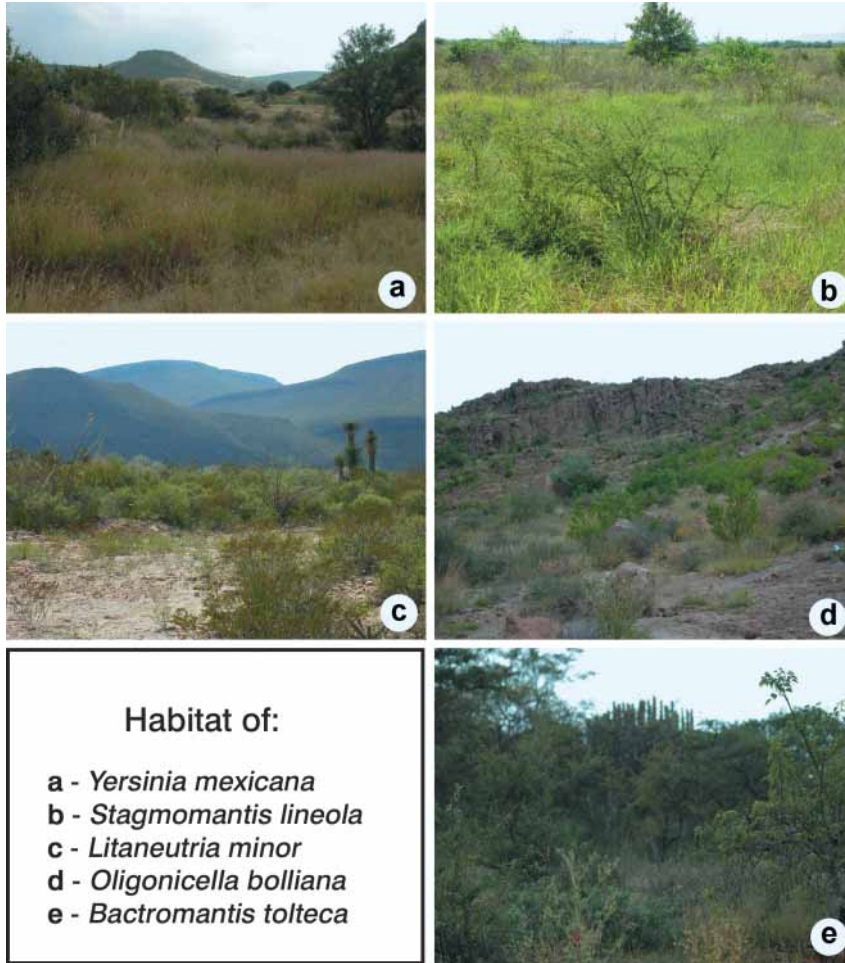 a
b
c
d
Habitat of:
a - Yersinia mexicana
b - Stagmomantis lineola
c - Litaneutria minor
d - Oligonicella bolliana
e - Bactromantis tolteca
e